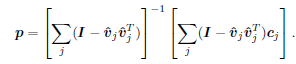 p = [ ∑_j (I − v̂_j v̂_j^T) ]^{−1} [ ∑_j (I − v̂_j v̂_j^T) c_j ] .